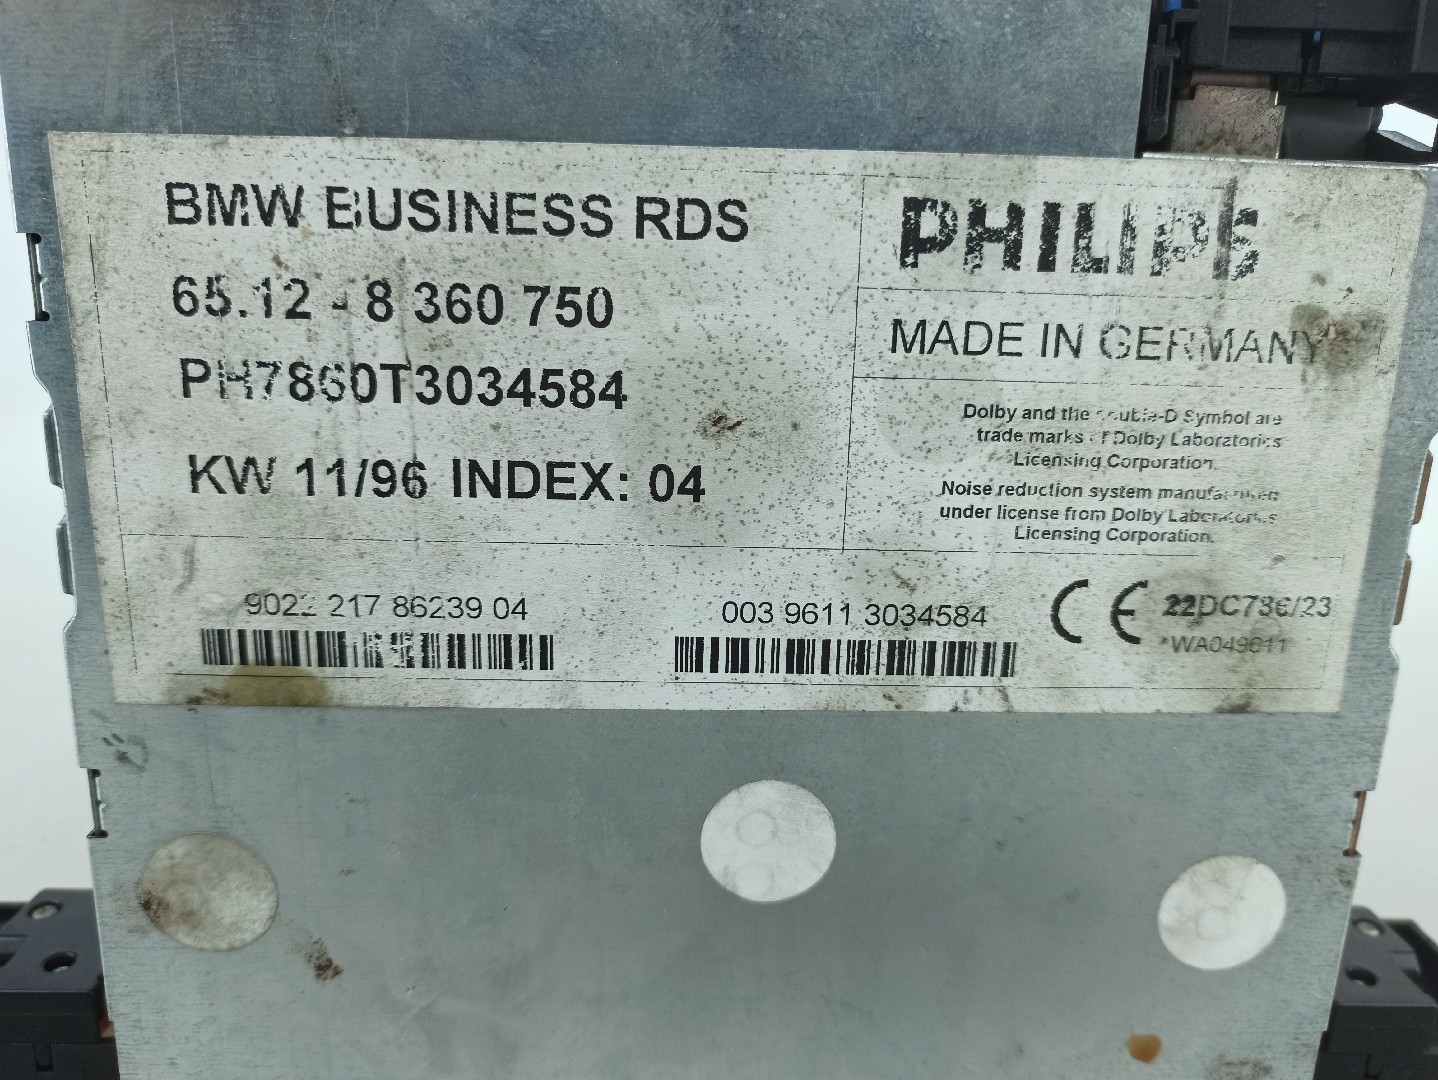 BMW BUSINESS RDS
65.12 - 8 360 750
PH7860T3034584
KW 11/96 INDEX: 04
PHILIPS
MADE IN GERMANY
Dolby and the double-D Symbol are
trade marks of Dolby Laboratories
Licensing Corporation.
Noise reduction system manufactured
under license from Dolby Laboratories
Licensing Corporation.
9022 217 86239 04
003 9611 3034584
CE
22DC736/23
*WA049611